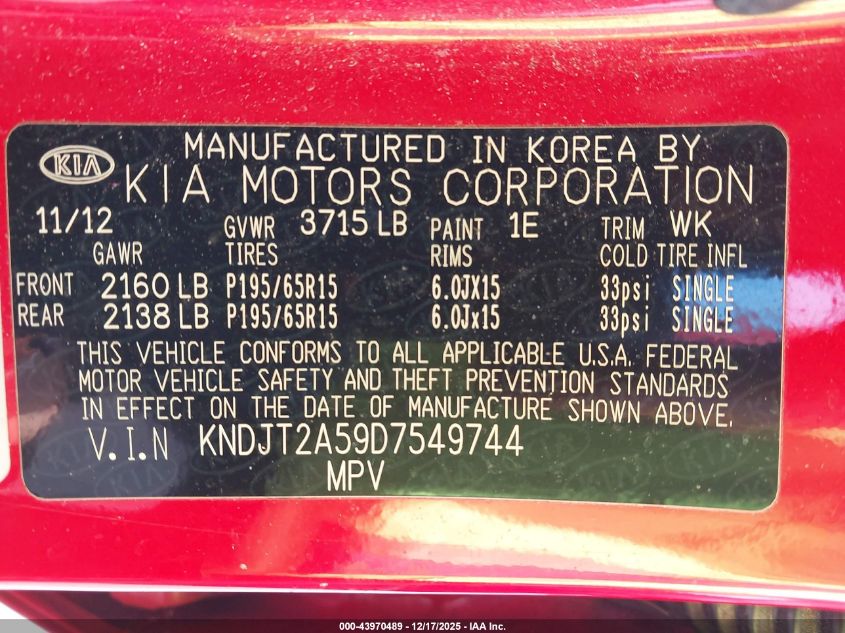 KIA MANUFACTURED IN KOREA BY
KIA MOTORS CORPORATION
11/12 GVWR 3715 LB PAINT 1E TRIM WK
GAWR TIRES RIMS COLD TIRE INFL
FRONT 2160 LB P195/65R15 6.0JX15 33psi SINGLE
REAR 2138 LB P195/65R15 6.0Jx15 33psi SINGLE
THIS VEHICLE CONFORMS TO ALL APPLICABLE U.S.A. FEDERAL
MOTOR VEHICLE SAFETY AND THEFT PREVENTION STANDARDS
IN EFFECT ON THE DATE OF MANUFACTURE SHOWN ABOVE.
V.I.N KNDJT2A59D7549744
MPV
000-43970489 - 12/17/2025 - IAA Inc.